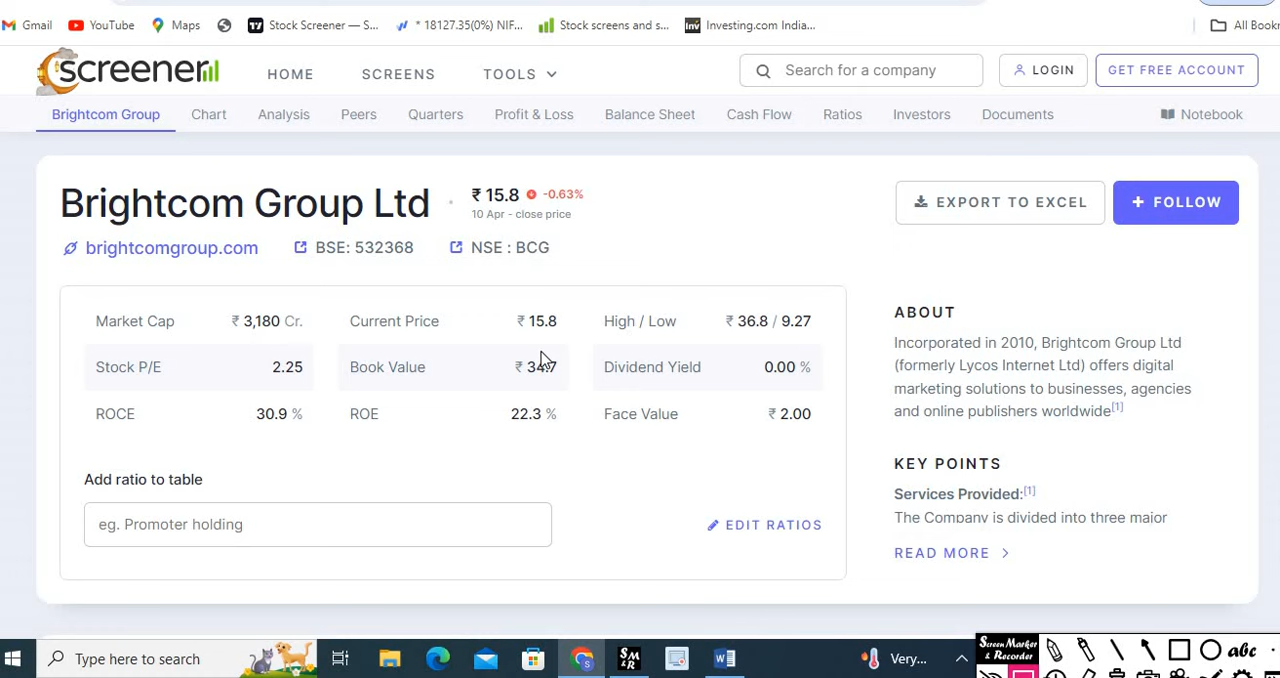 Gmail YouTube Maps Stock Screener — S... * 18127.35(0%) NIF... Stock screens and s... Inv Investing.com India... All Bookr
screener HOME SCREENS TOOLS Search for a company LOGIN GET FREE ACCOUNT
Brightcom Group Chart Analysis Peers Quarters Profit & Loss Balance Sheet Cash Flow Ratios Investors Documents Notebook
Brightcom Group Ltd
₹ 15.8 -0.63%
10 Apr - close price
EXPORT TO EXCEL + FOLLOW
brightcomgroup.com BSE: 532368 NSE : BCG
Market Cap ₹ 3,180 Cr. Current Price ₹ 15.8 High / Low ₹ 36.8 / 9.27
Stock P/E 2.25 Book Value ₹ Dividend Yield 0.00 %
ROCE 30.9 % ROE 22.3 % Face Value ₹ 2.00
Add ratio to table
eg. Promoter holding
EDIT RATIOS
ABOUT
Incorporated in 2010, Brightcom Group Ltd
(formerly Lycos Internet Ltd) offers digital
marketing solutions to businesses, agencies
and online publishers worldwide[1]
KEY POINTS
Services Provided:[1]
The Company is divided into three major
READ MORE
Type here to search Very...
Screen Marker
& Recorder
abc